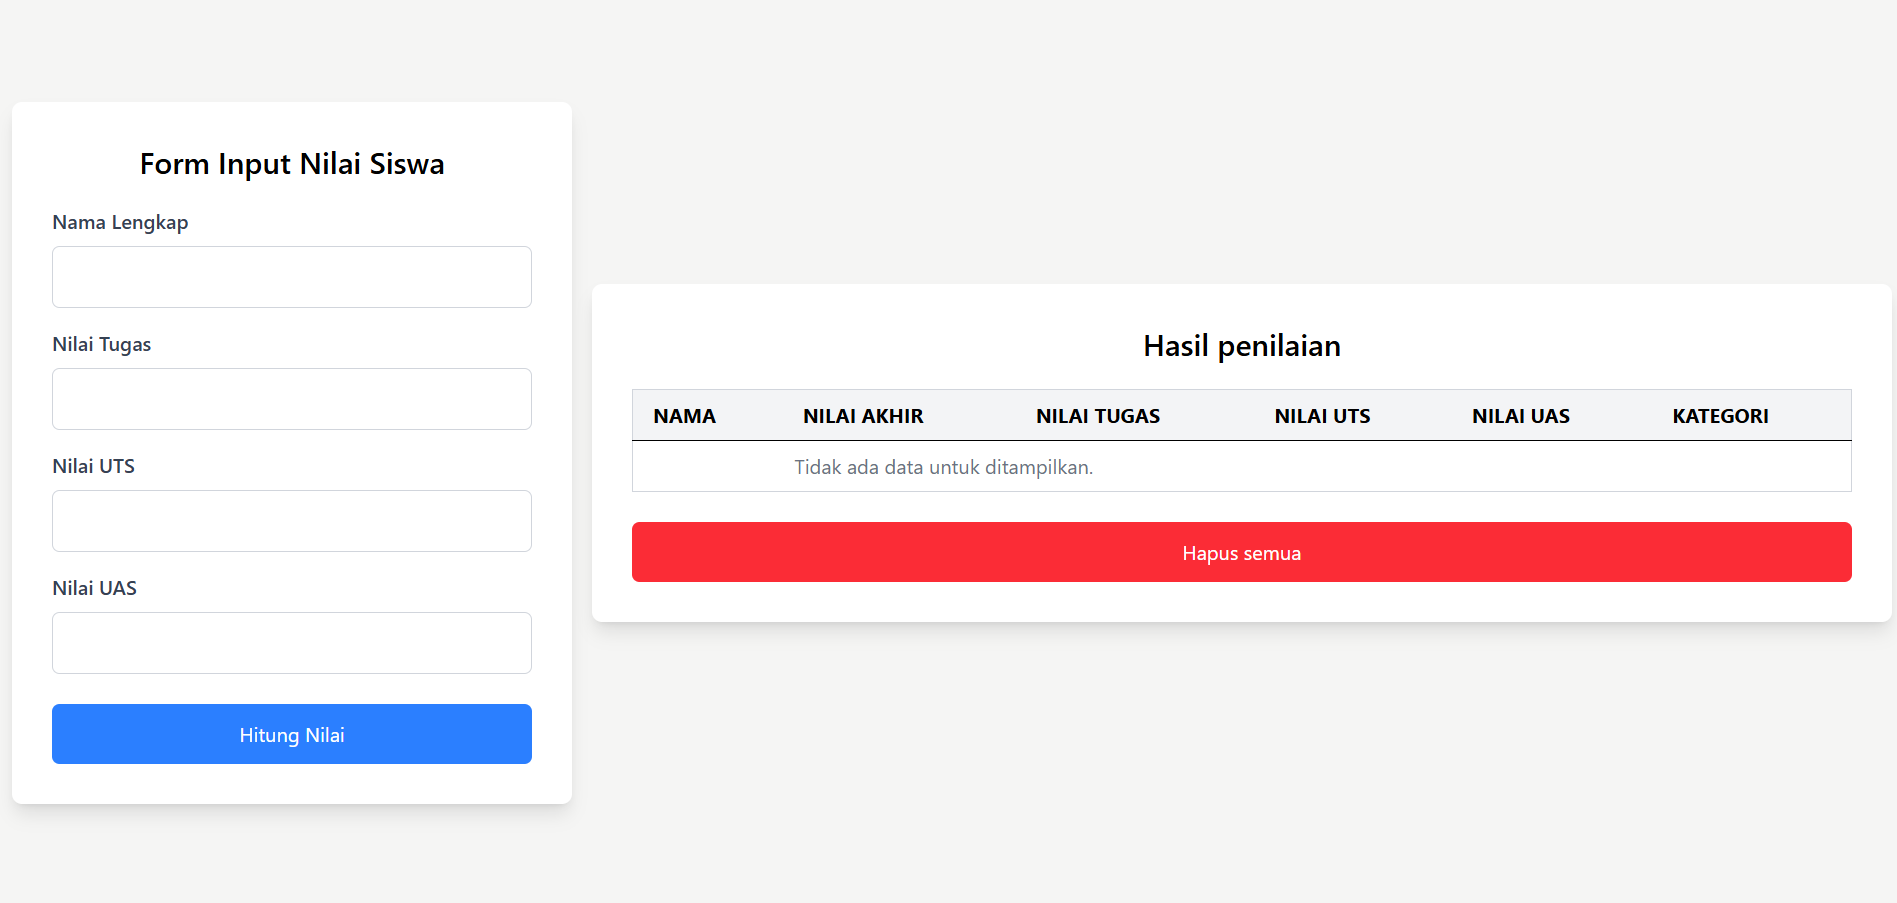 Form Input Nilai Siswa
Nama Lengkap
Nilai Tugas
Nilai UTS
Nilai UAS
Hitung Nilai
Hasil penilaian
NAMA NILAI AKHIR NILAI TUGAS NILAI UTS NILAI UAS KATEGORI
Tidak ada data untuk ditampilkan.
Hapus semua